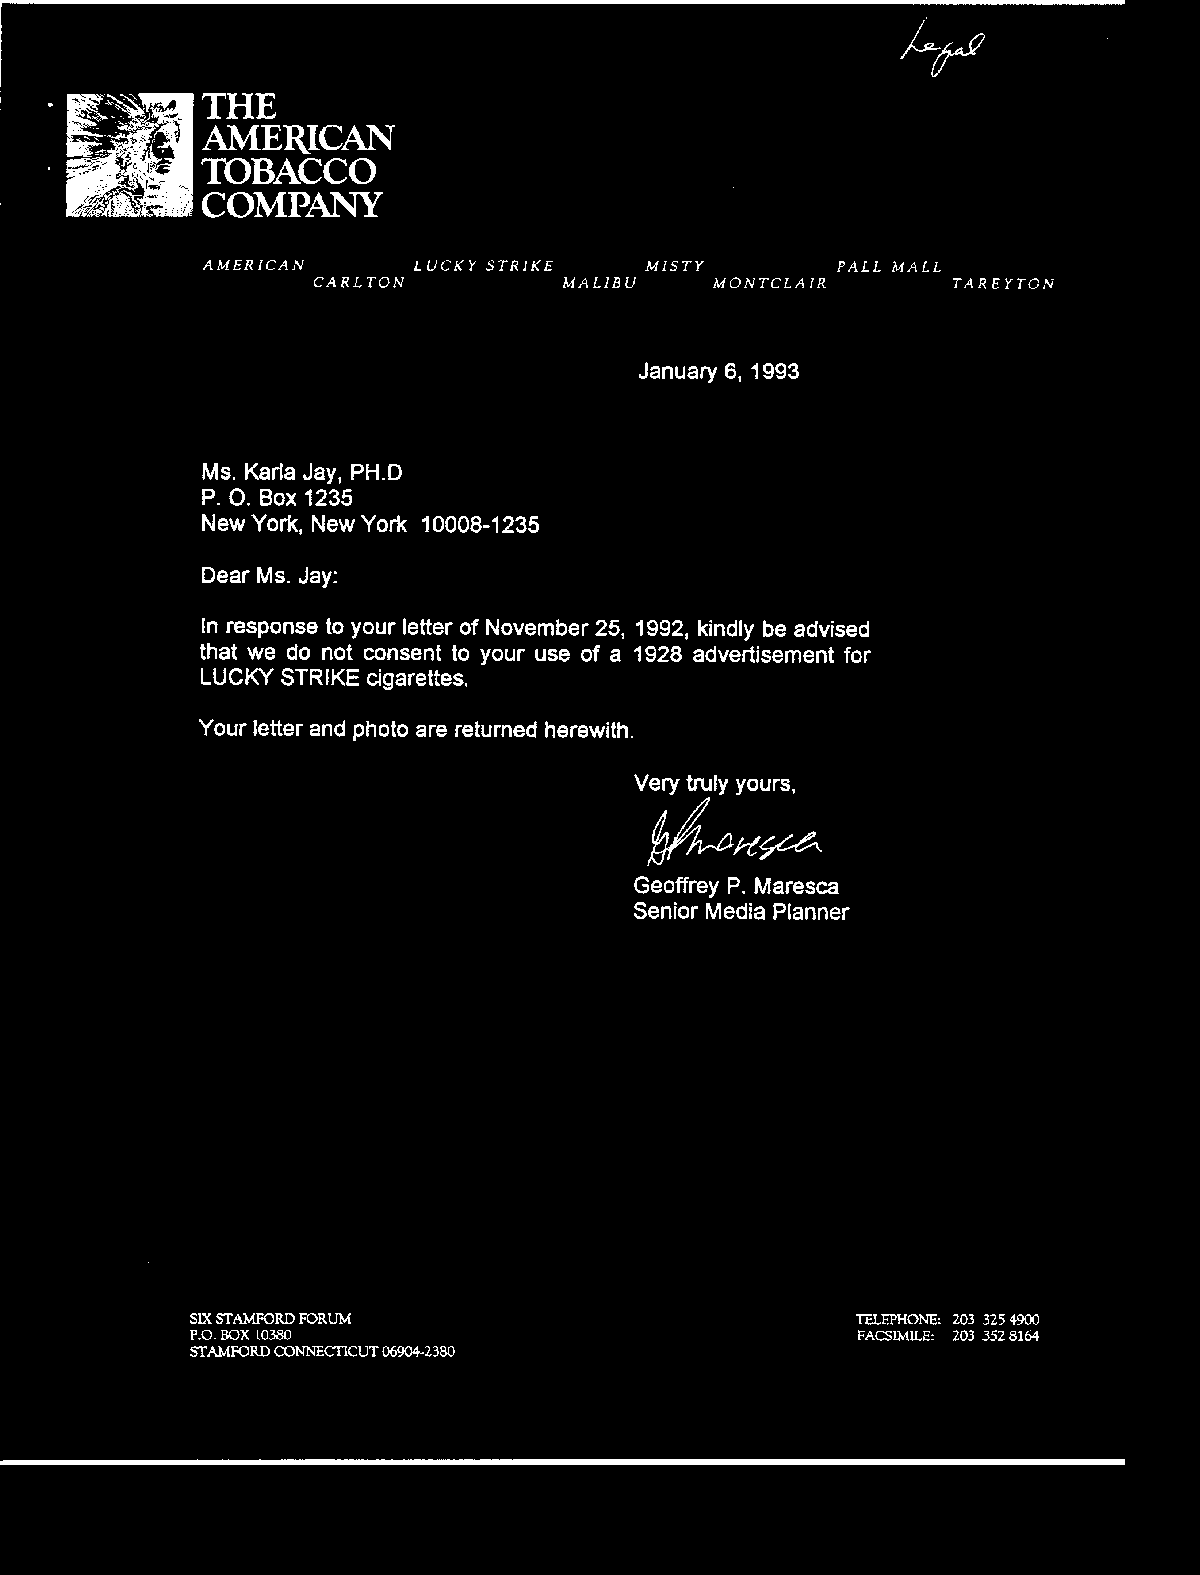 Legal
THE
AMERICAN
TOBACCO
COMPANY
AMERICAN LUCKY STRIKE MISTY PALL MALL
CARLTON MALIBU MONTCLAIR TAREYTON
January 6, 1993
Ms. Karla Jay, PH.D
P. O. Box 1235
New York, New York 10008-1235
Dear Ms. Jay:
In response to your letter of November 25, 1992, kindly be advised
that we do not consent to your use of a 1928 advertisement for
LUCKY STRIKE cigarettes.
Your letter and photo are returned herewith.
Very truly yours,
GPMaresca
Geoffrey P. Maresca
Senior Media Planner
SIX STAMFORD FORUM
P.O. BOX 10380
STAMFORD CONNECTICUT 06904-2380
TELEPHONE: 203 325 4900
FACSIMILE: 203 352 8164